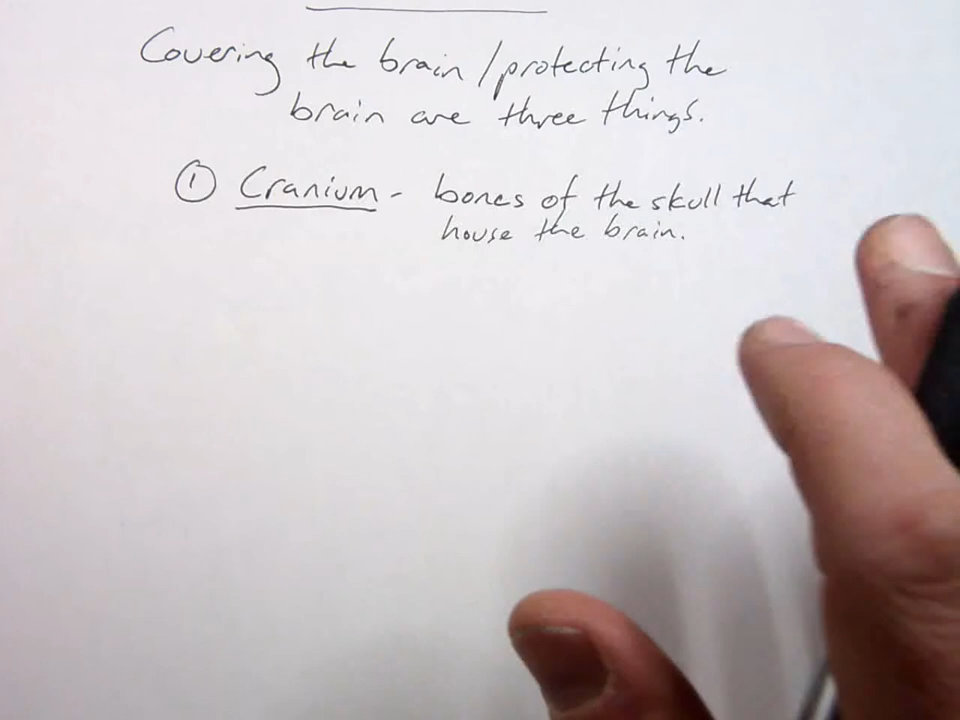 Covering the brain/protecting the
brain are three things.
① Cranium - bones of the skull that
house the brain.